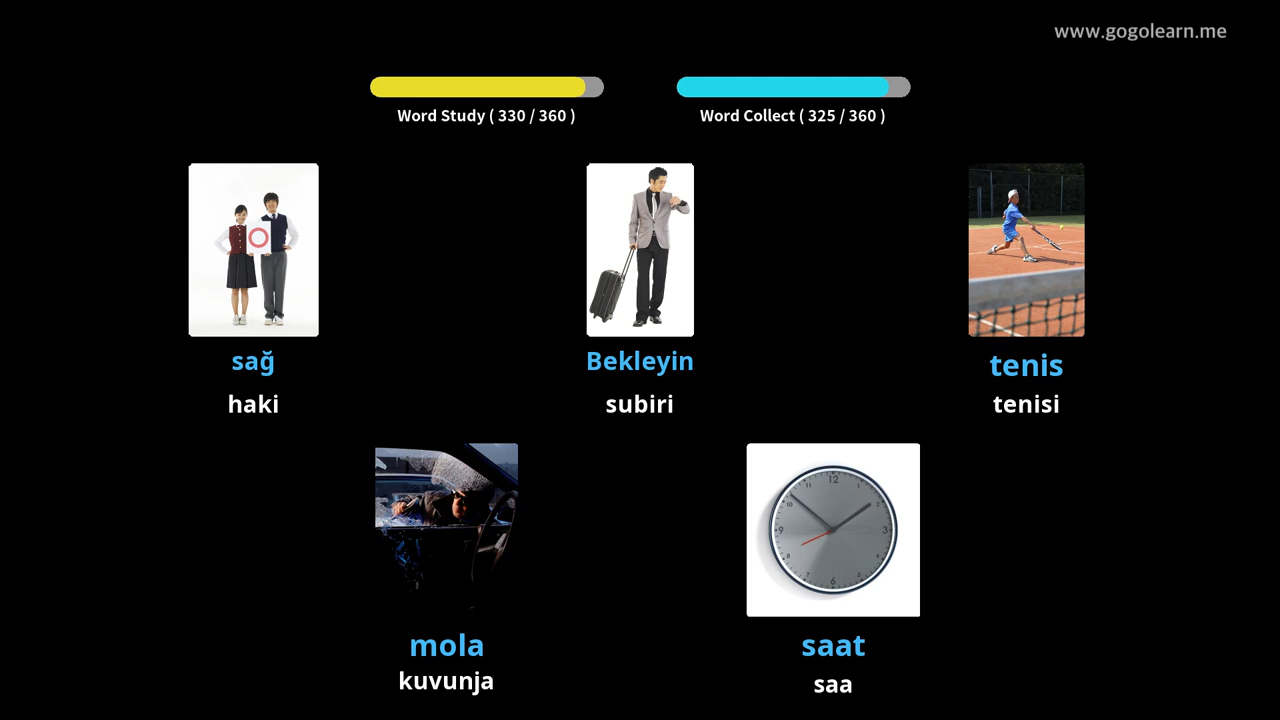 www.gogolearn.me
Word Study ( 330 / 360 )
Word Collect ( 325 / 360 )
sağ
haki
Bekleyin
subiri
tenis
tenisi
mola
kuvunja
saat
saa